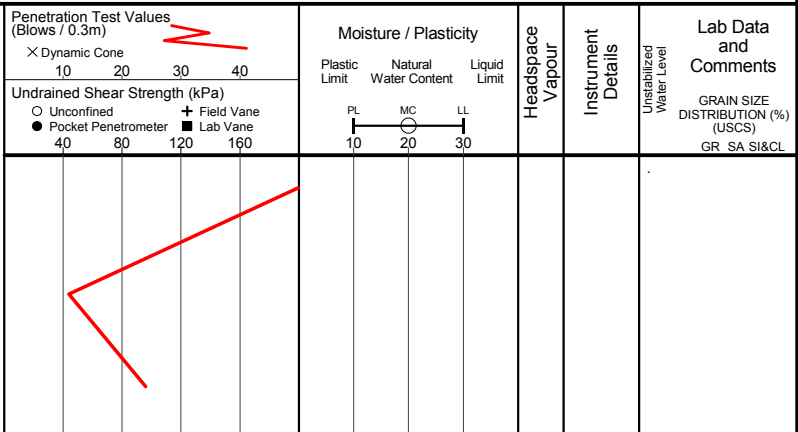 Penetration Test Values
(Blows / 0.3m)
× Dynamic Cone
10 20 30 40
Undrained Shear Strength (kPa)
○ Unconfined + Field Vane
● Pocket Penetrometer ■ Lab Vane
40 80 120 160
Moisture / Plasticity
Plastic Natural Liquid
Limit Water Content Limit
PL MC LL
10 20 30
Headspace
Vapour
Instrument
Details
Unstabilized
Water Level
Lab Data
and
Comments
GRAIN SIZE
DISTRIBUTION (%)
(USCS)
GR SA SI&CL